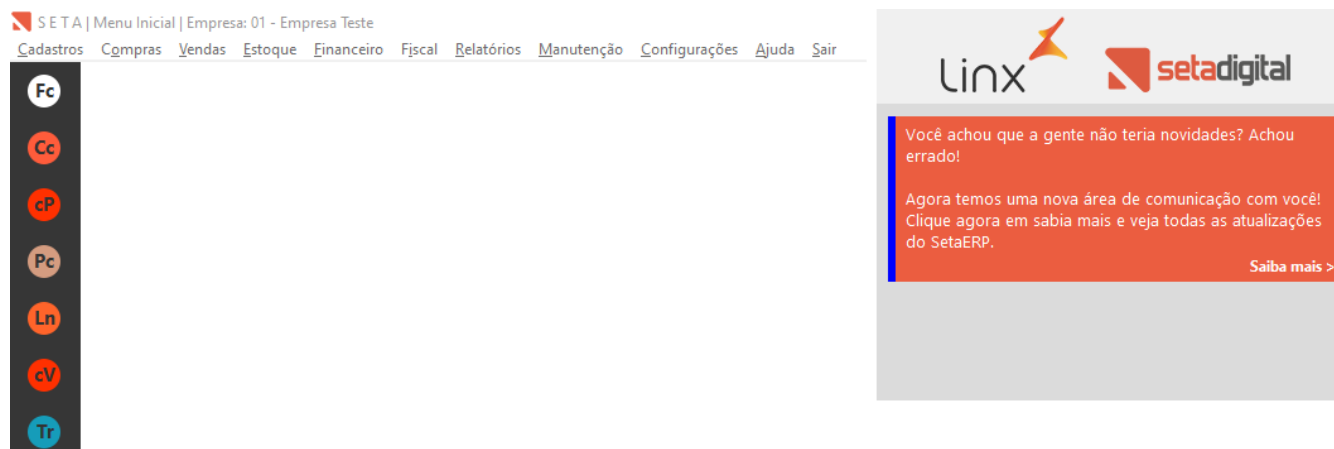 S E T A | Menu Inicial | Empresa: 01 - Empresa Teste
Cadastros Compras Vendas Estoque Financeiro Fiscal Relatórios Manutenção Configurações Ajuda Sair
Fc
Cc
cP
Pc
Ln
cV
Tr
Linx setadigital
Você achou que a gente não teria novidades? Achou
errado!
Agora temos uma nova área de comunicação com você!
Clique agora em sabia mais e veja todas as atualizações
do SetaERP.
Saiba mais >